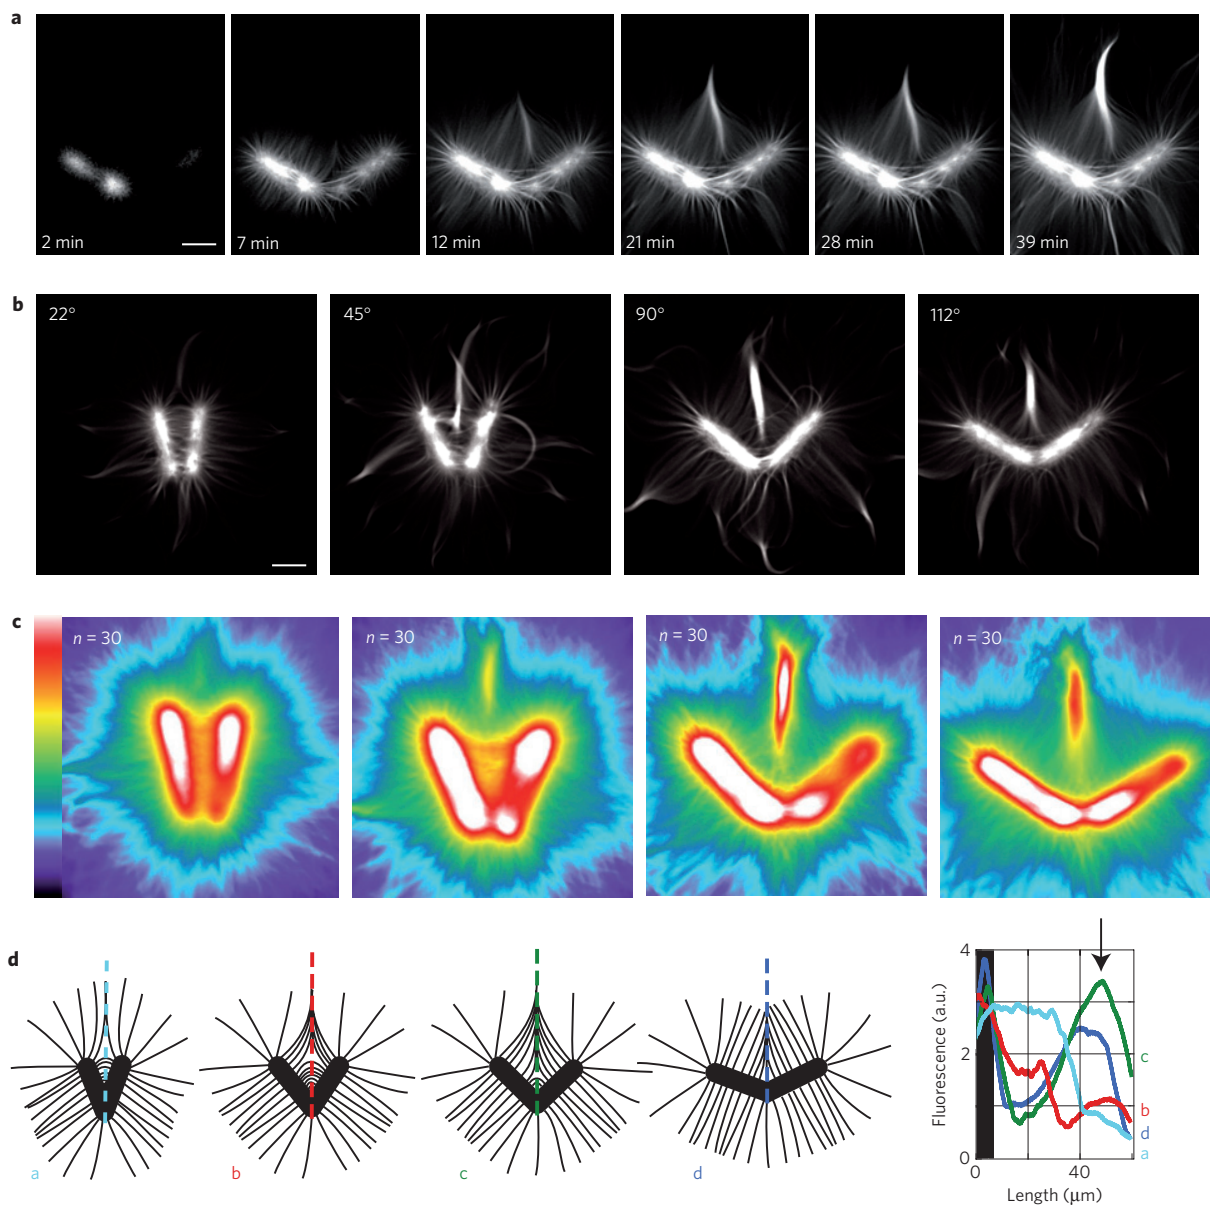 a
2 min
7 min
12 min
21 min
28 min
39 min
b
22°
45°
90°
112°
c
n = 30
n = 30
n = 30
n = 30
d
a
b
c
d
Fluorescence (a.u.)
4
2
0
0
40
Length (μm)
c
b
d
a